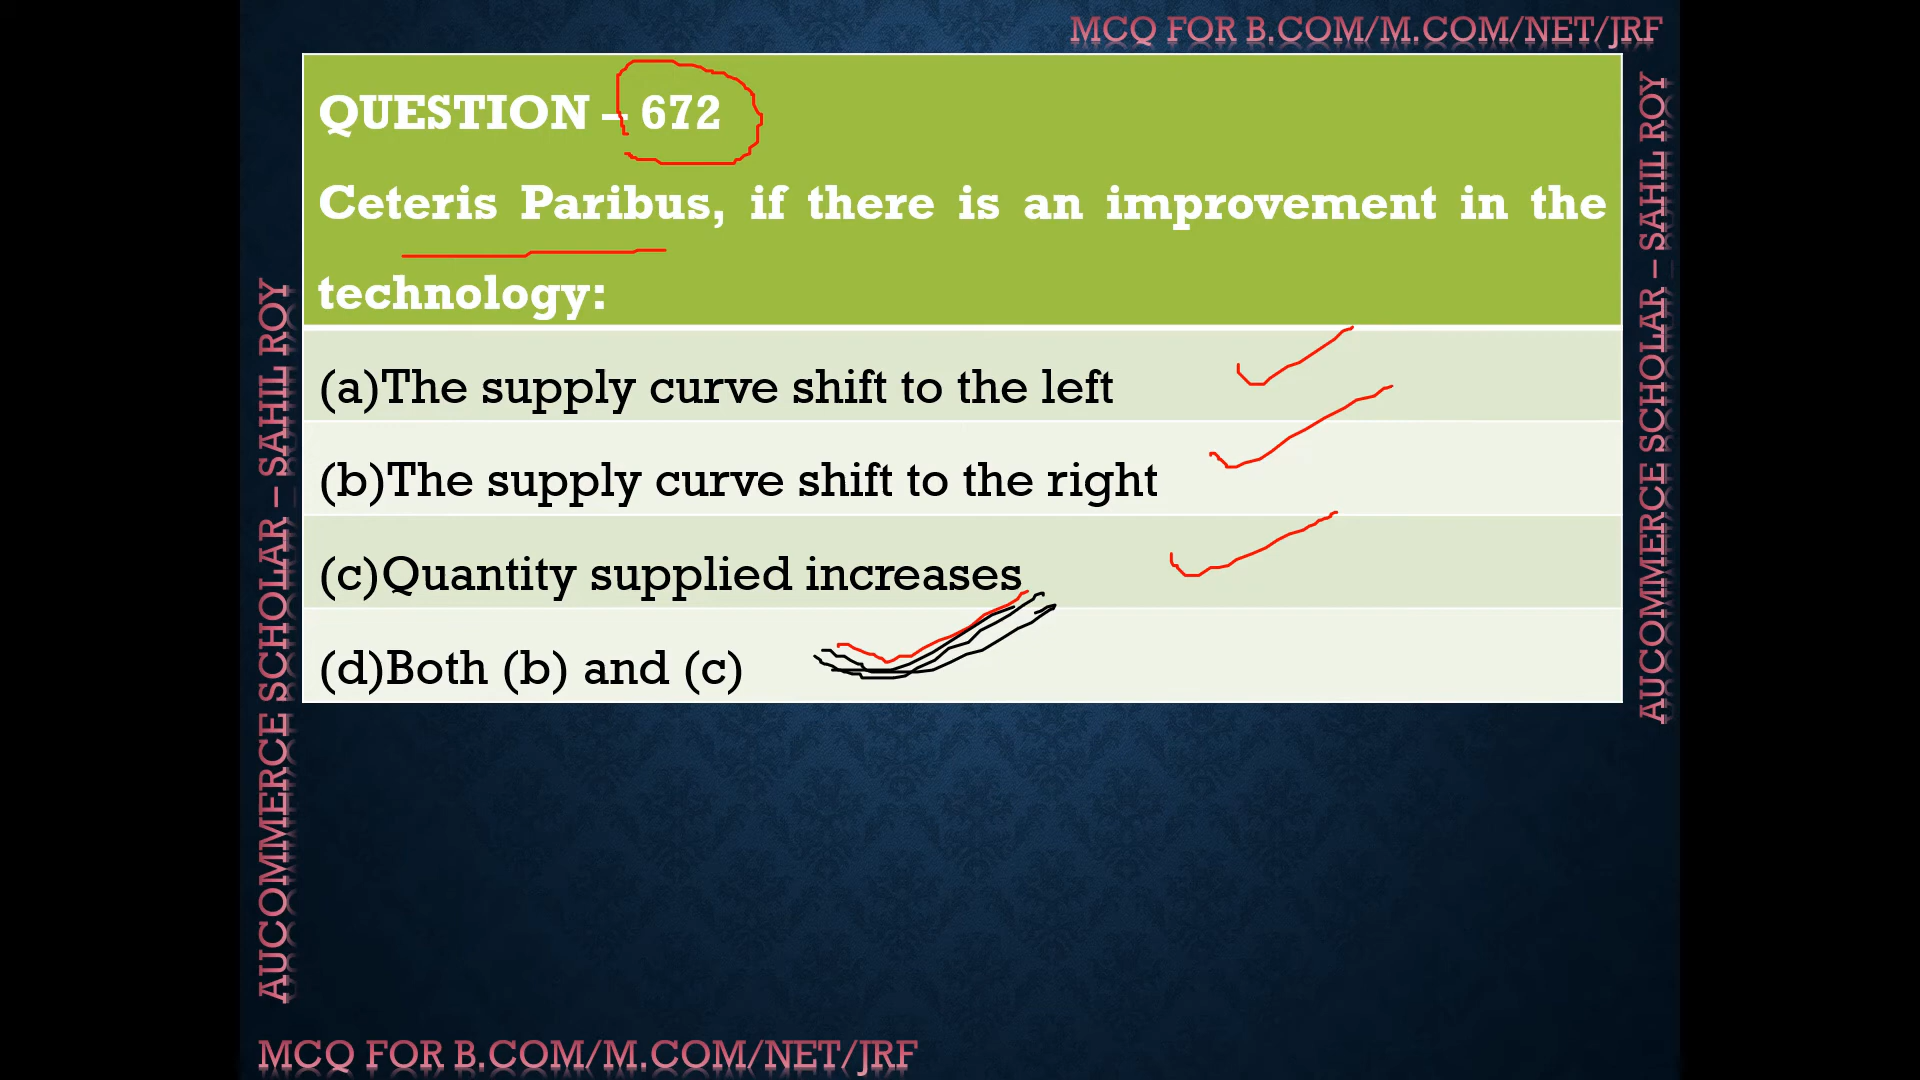 MCQ FOR B.COM/M.COM/NET/JRF
QUESTION – 672
Ceteris Paribus, if there is an improvement in the
technology:
(a)The supply curve shift to the left
(b)The supply curve shift to the right
(c)Quantity supplied increases
(d)Both (b) and (c)
AUCOMMERCE SCHOLAR – SAHIL ROY
AUCOMMERCE SCHOLAR – SAHIL ROY
MCQ FOR B.COM/M.COM/NET/JRF